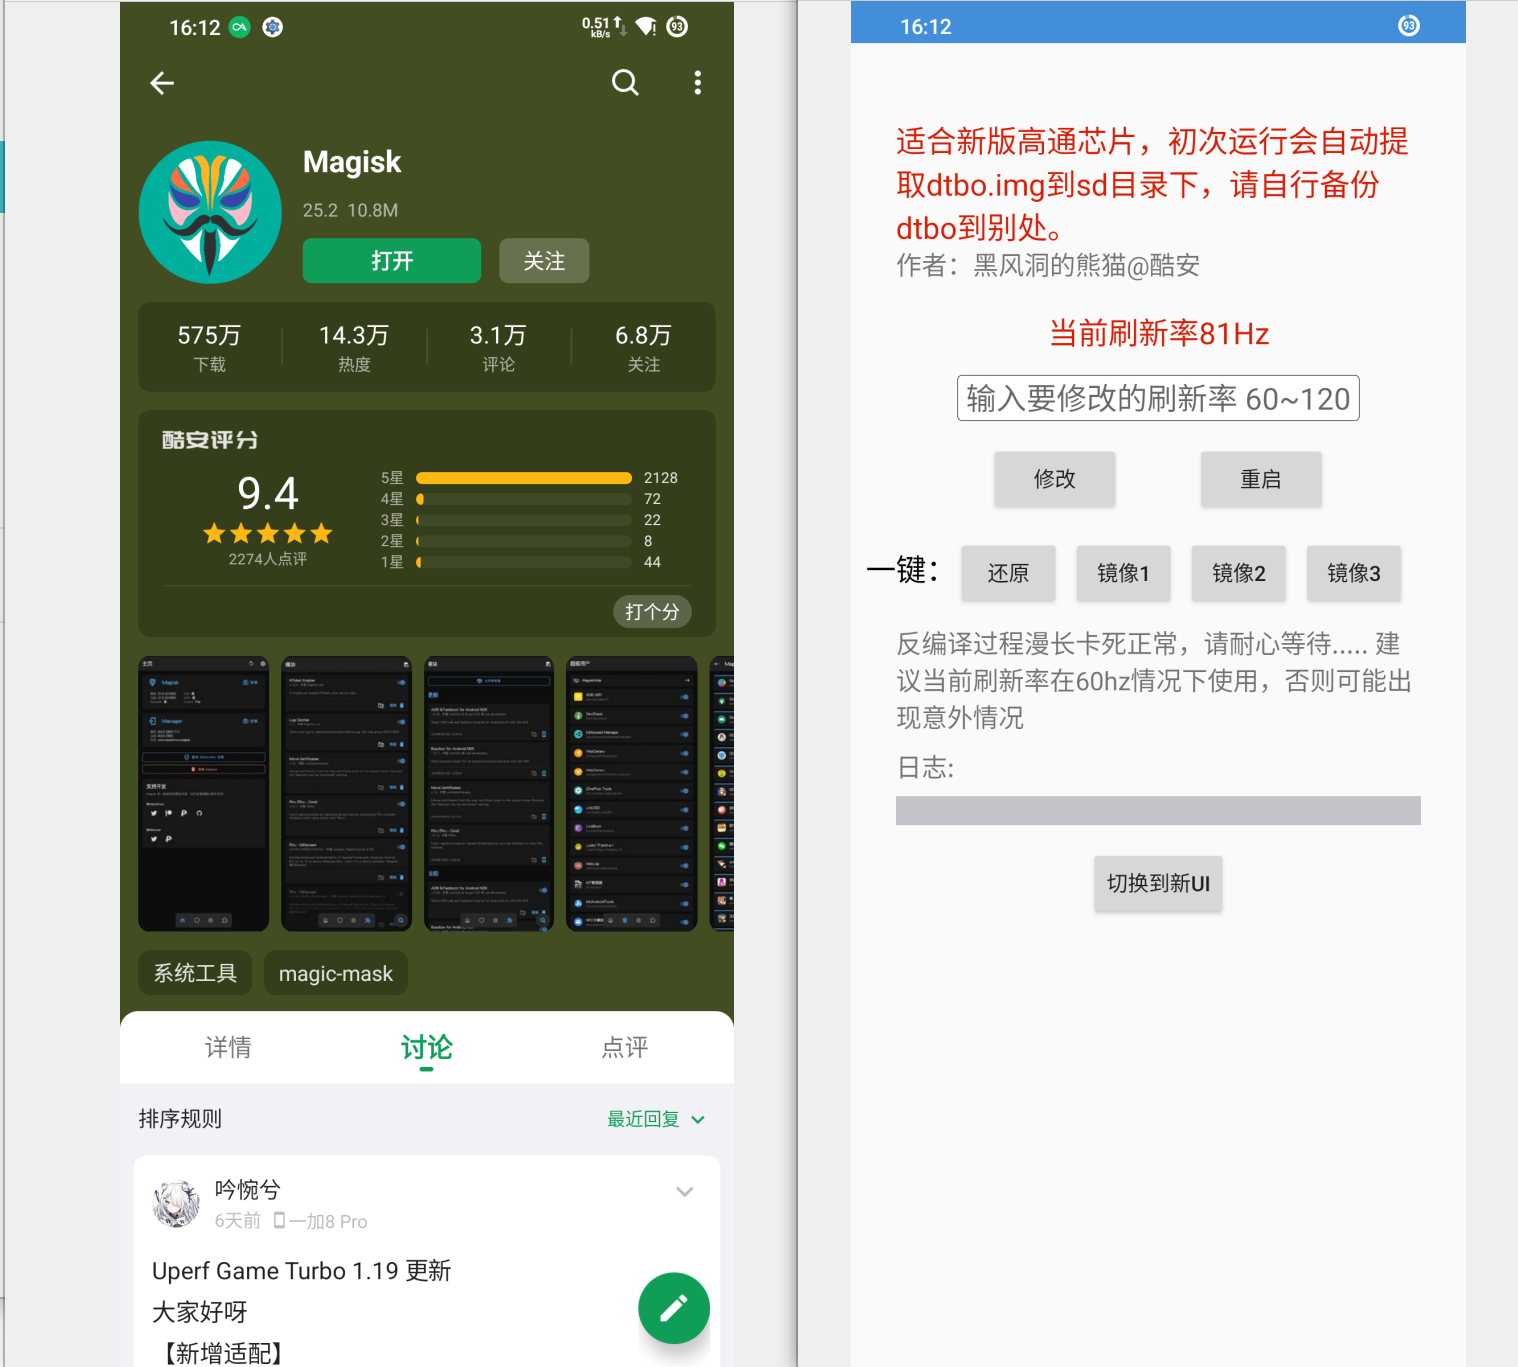 16:12
0.51
kB/s
93
Magisk
25.2 10.8M
打开
关注
575万
14.3万
3.1万
6.8万
下载
热度
评论
关注
酷安评分
9.4
2274人点评
5星 2128
4星 72
3星 22
2星 8
1星 44
打个分
系统工具
magic-mask
详情
讨论
点评
排序规则
最近回复
吟惋兮
6天前 一加8 Pro
Uperf Game Turbo 1.19 更新
大家好呀
【新增适配】
16:12
93
适合新版高通芯片，初次运行会自动提
取dtbo.img到sd目录下，请自行备份
dtbo到别处。
作者：黑风洞的熊猫@酷安
当前刷新率81Hz
输入要修改的刷新率 60~120
修改
重启
一键：
还原
镜像1
镜像2
镜像3
反编译过程漫长卡死正常，请耐心等待..... 建
议当前刷新率在60hz情况下使用，否则可能出
现意外情况
日志:
切换到新UI